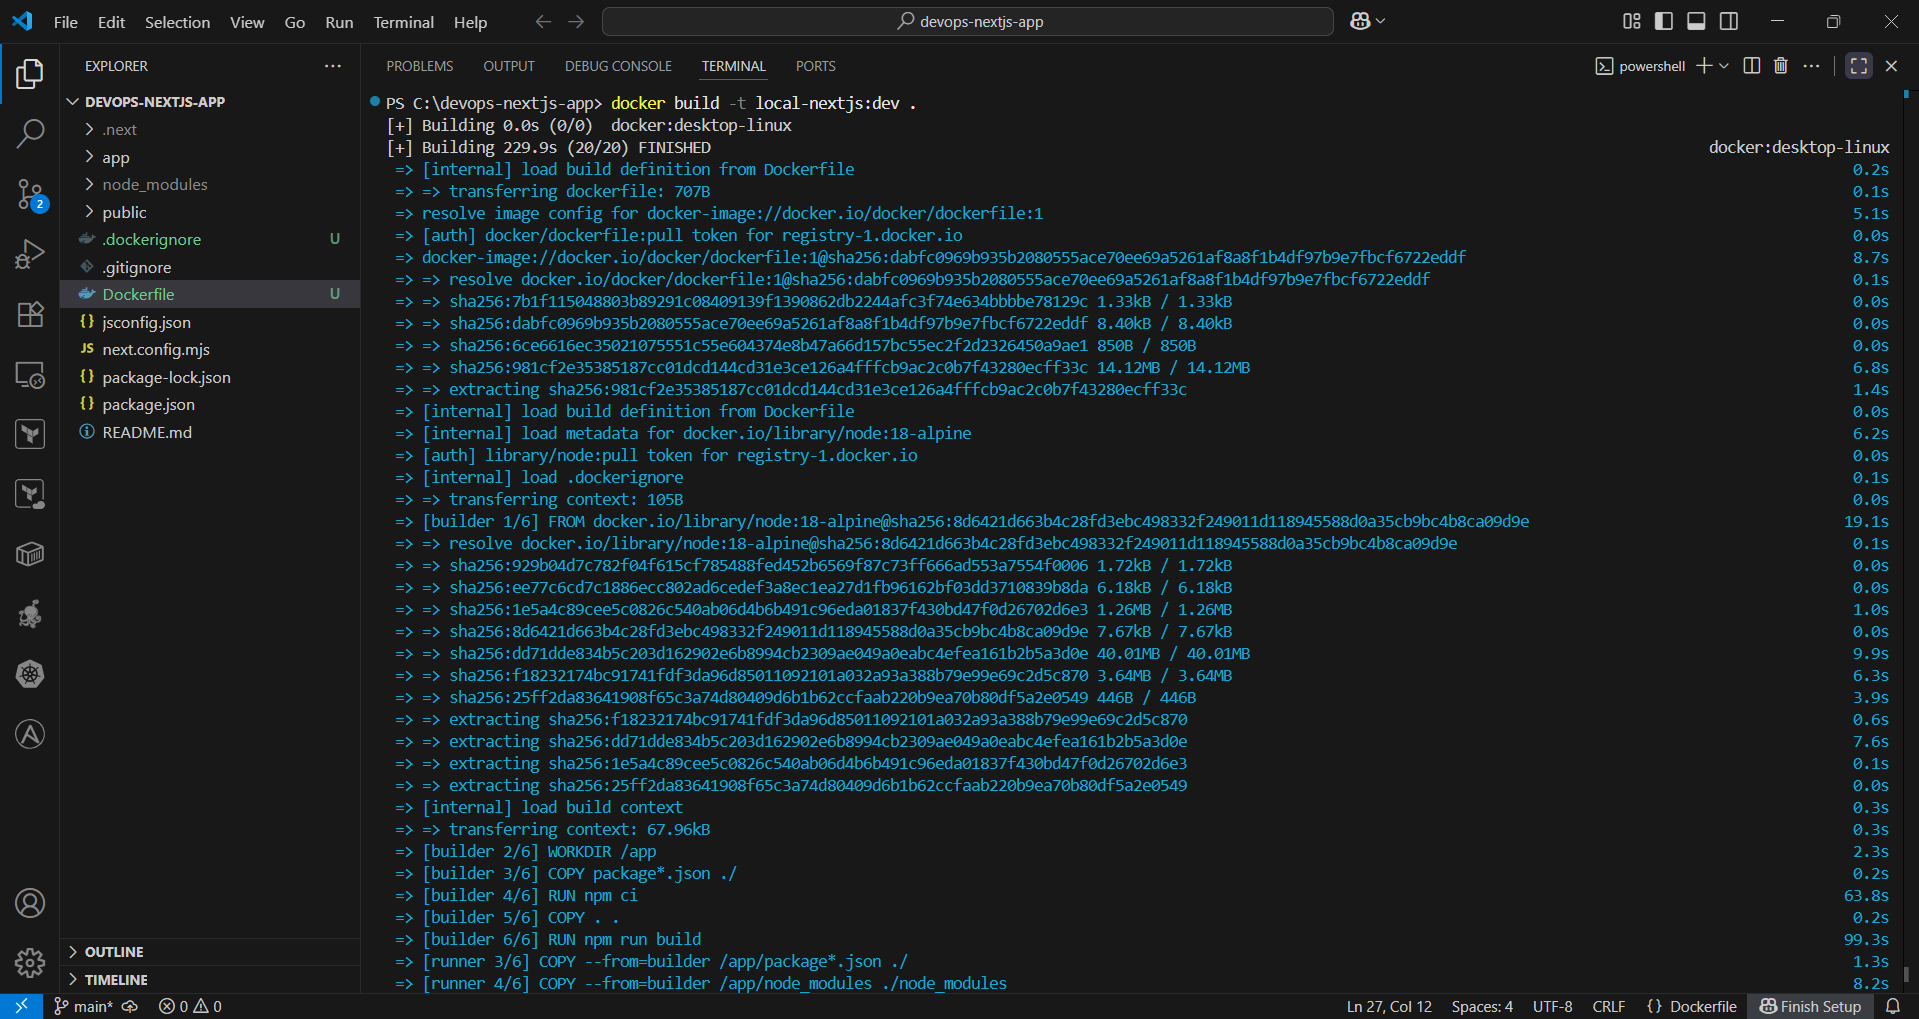 File Edit Selection View Go Run Terminal Help
devops-nextjs-app
EXPLORER
DEVOPS-NEXTJS-APP
.next
app
node_modules
public
.dockerignore U
.gitignore
Dockerfile U
{} jsconfig.json
JS next.config.mjs
{} package-lock.json
{} package.json
README.md
OUTLINE
TIMELINE
2
PROBLEMS OUTPUT DEBUG CONSOLE TERMINAL PORTS
powershell
PS C:\devops-nextjs-app> docker build -t local-nextjs:dev .
[+] Building 0.0s (0/0)  docker:desktop-linux
[+] Building 229.9s (20/20) FINISHED docker:desktop-linux
=> [internal] load build definition from Dockerfile 0.2s
=> => transferring dockerfile: 707B 0.1s
=> resolve image config for docker-image://docker.io/docker/dockerfile:1 5.1s
=> [auth] docker/dockerfile:pull token for registry-1.docker.io 0.0s
=> docker-image://docker.io/docker/dockerfile:1@sha256:dabfc0969b935b2080555ace70ee69a5261af8a8f1b4df97b9e7fbcf6722eddf 8.7s
=> => resolve docker.io/docker/dockerfile:1@sha256:dabfc0969b935b2080555ace70ee69a5261af8a8f1b4df97b9e7fbcf6722eddf 0.1s
=> => sha256:7b1f115048803b89291c08409139f1390862db2244afc3f74e634bbbbe78129c 1.33kB / 1.33kB 0.0s
=> => sha256:dabfc0969b935b2080555ace70ee69a5261af8a8f1b4df97b9e7fbcf6722eddf 8.40kB / 8.40kB 0.0s
=> => sha256:6ce6616ec35021075551c55e604374e8b47a66d157bc55ec2f2d2326450a9ae1 850B / 850B 0.0s
=> => sha256:981cf2e35385187cc01dcd144cd31e3ce126a4fffcb9ac2c0b7f43280ecff33c 14.12MB / 14.12MB 6.8s
=> => extracting sha256:981cf2e35385187cc01dcd144cd31e3ce126a4fffcb9ac2c0b7f43280ecff33c 1.4s
=> [internal] load build definition from Dockerfile 0.0s
=> [internal] load metadata for docker.io/library/node:18-alpine 6.2s
=> [auth] library/node:pull token for registry-1.docker.io 0.0s
=> [internal] load .dockerignore 0.1s
=> => transferring context: 105B 0.0s
=> [builder 1/6] FROM docker.io/library/node:18-alpine@sha256:8d6421d663b4c28fd3ebc498332f249011d118945588d0a35cb9bc4b8ca09d9e 19.1s
=> => resolve docker.io/library/node:18-alpine@sha256:8d6421d663b4c28fd3ebc498332f249011d118945588d0a35cb9bc4b8ca09d9e 0.1s
=> => sha256:929b04d7c782f04f615cf785488fed452b6569f87c73ff666ad553a7554f0006 1.72kB / 1.72kB 0.0s
=> => sha256:ee77c6cd7c1886ecc802ad6cedef3a8ec1ea27d1fb96162bf03dd3710839b8da 6.18kB / 6.18kB 0.0s
=> => sha256:1e5a4c89cee5c0826c540ab06d4b6b491c96eda01837f430bd47f0d26702d6e3 1.26MB / 1.26MB 1.0s
=> => sha256:8d6421d663b4c28fd3ebc498332f249011d118945588d0a35cb9bc4b8ca09d9e 7.67kB / 7.67kB 0.0s
=> => sha256:dd71dde834b5c203d162902e6b8994cb2309ae049a0eabc4efea161b2b5a3d0e 40.01MB / 40.01MB 9.9s
=> => sha256:f18232174bc91741fdf3da96d85011092101a032a93a388b79e99e69c2d5c870 3.64MB / 3.64MB 6.3s
=> => sha256:25ff2da83641908f65c3a74d80409d6b1b62ccfaab220b9ea70b80df5a2e0549 446B / 446B 3.9s
=> => extracting sha256:f18232174bc91741fdf3da96d85011092101a032a93a388b79e99e69c2d5c870 0.6s
=> => extracting sha256:dd71dde834b5c203d162902e6b8994cb2309ae049a0eabc4efea161b2b5a3d0e 7.6s
=> => extracting sha256:1e5a4c89cee5c0826c540ab06d4b6b491c96eda01837f430bd47f0d26702d6e3 0.1s
=> => extracting sha256:25ff2da83641908f65c3a74d80409d6b1b62ccfaab220b9ea70b80df5a2e0549 0.0s
=> [internal] load build context 0.3s
=> => transferring context: 67.96kB 0.3s
=> [builder 2/6] WORKDIR /app 2.3s
=> [builder 3/6] COPY package*.json ./ 0.2s
=> [builder 4/6] RUN npm ci 63.8s
=> [builder 5/6] COPY . . 0.2s
=> [builder 6/6] RUN npm run build 99.3s
=> [runner 3/6] COPY --from=builder /app/package*.json ./ 1.3s
=> [runner 4/6] COPY --from=builder /app/node_modules ./node_modules 8.2s
main* 0 0 Ln 27, Col 12 Spaces: 4 UTF-8 CRLF {} Dockerfile Finish Setup